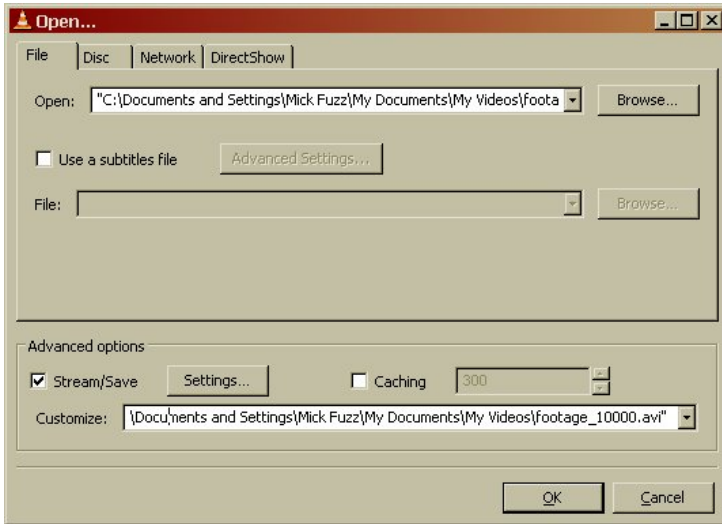 Open...
File Disc Network DirectShow
Open: "C:\Documents and Settings\Mick Fuzz\My Documents\My Videos\foota Browse...
Use a subtitles file Advanced Settings...
File: Browse...
Advanced options
Stream/Save Settings... Caching 300
Customize: \Documents and Settings\Mick Fuzz\My Documents\My Videos\footage_10000.avi"
OK Cancel